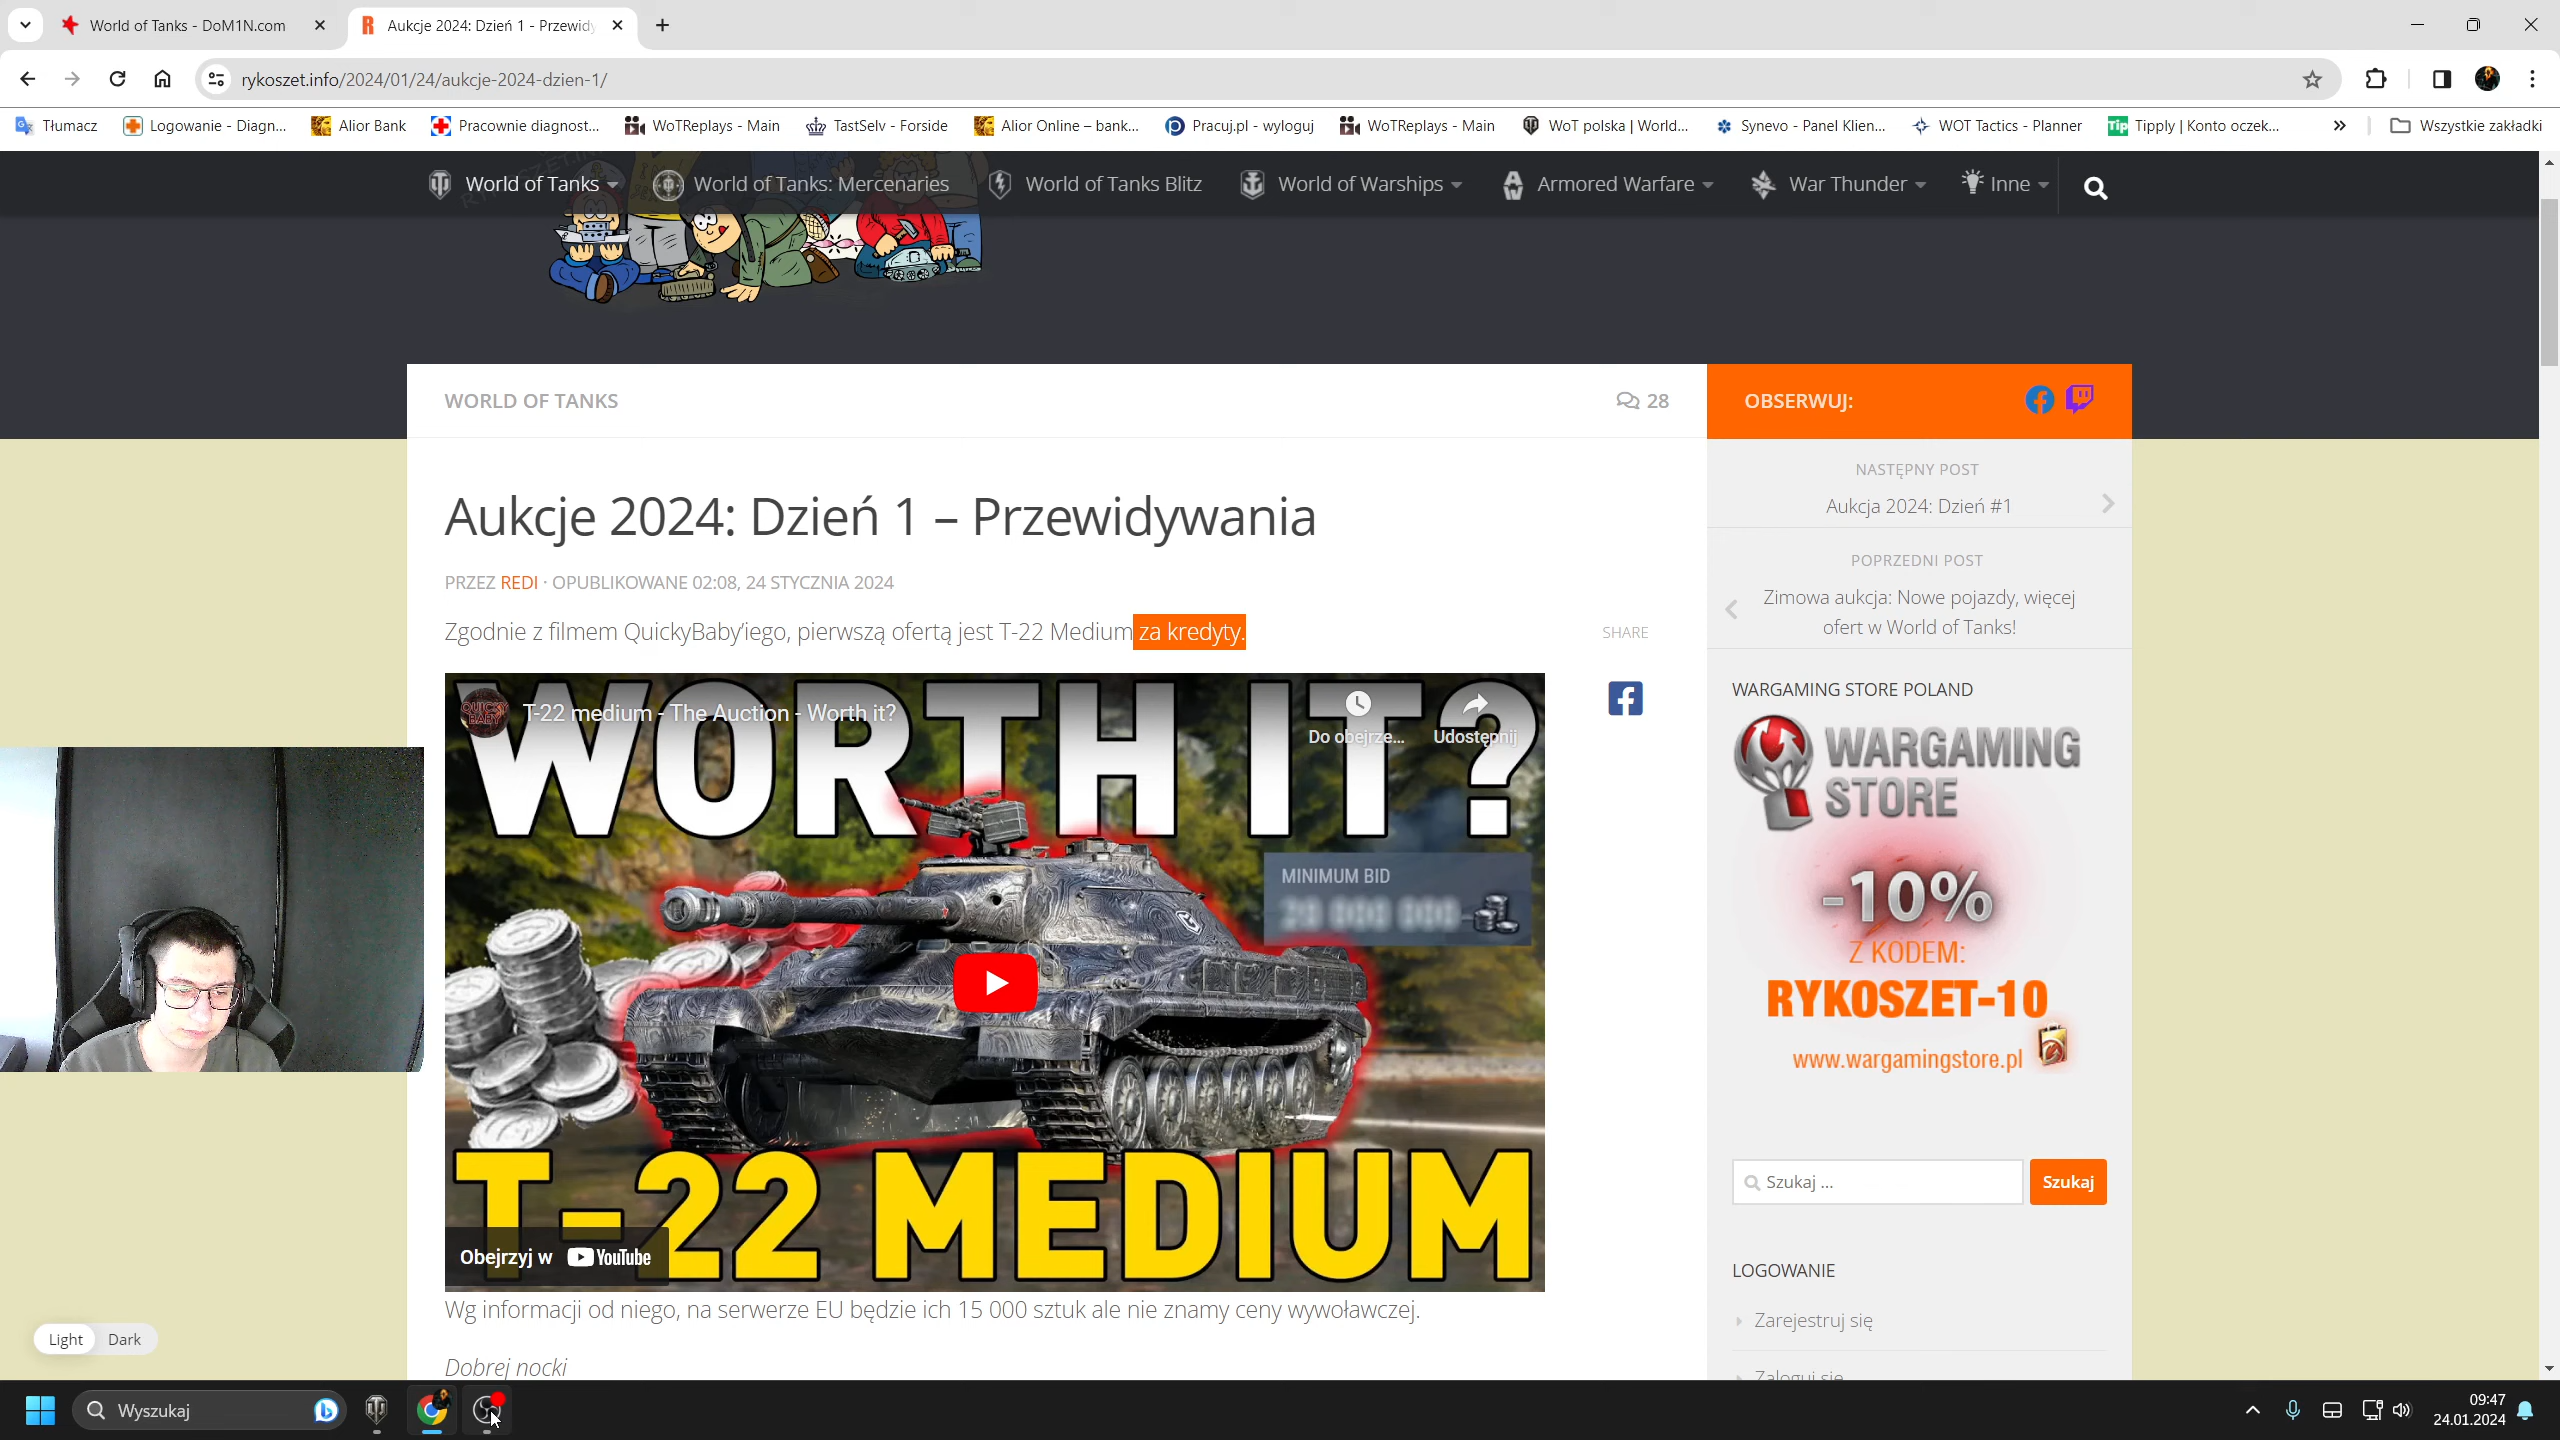 World of Tanks - DoM1N.com
Aukcje 2024: Dzień 1 - Przewidy
rykoszet.info/2024/01/24/aukcje-2024-dzien-1/
Tłumacz
Logowanie - Diagn...
Alior Bank
Pracownie diagnost...
WoTReplays - Main
TastSelv - Forside
Alior Online – bank...
Pracuj.pl - wyloguj
WoTReplays - Main
WoT polska | World...
Synevo - Panel Klien...
WOT Tactics - Planner
Tip
Tipply | Konto oczek...
»
Wszystkie zakładki
World of Tanks
World of Tanks: Mercenaries
World of Tanks Blitz
World of Warships
Armored Warfare
War Thunder
Inne
WORLD OF TANKS
28
OBSERWUJ:
Aukcje 2024: Dzień 1 – Przewidywania
PRZEZ REDI · OPUBLIKOWANE 02:08, 24 STYCZNIA 2024
Zgodnie z filmem QuickyBaby'iego, pierwszą ofertą jest T-22 Medium za kredyty.
SHARE
WORTH IT?
QUICKY BABY
T-22 medium - The Auction - Worth it?
Do obejrze...
Udostępnij
MINIMUM BID
T-22 MEDIUM
Obejrzyj w YouTube
Wg informacji od niego, na serwerze EU będzie ich 15 000 sztuk ale nie znamy ceny wywoławczej.
Dobrej nocki
NASTĘPNY POST
Aukcja 2024: Dzień #1
POPRZEDNI POST
Zimowa aukcja: Nowe pojazdy, więcej
ofert w World of Tanks!
WARGAMING STORE POLAND
WARGAMING
STORE
-10%
Z KODEM:
RYKOSZET-10
www.wargamingstore.pl
Szukaj ...
Szukaj
LOGOWANIE
Zarejestruj się
Zaloguj się
Light
Dark
Wyszukaj
09:47
24.01.2024